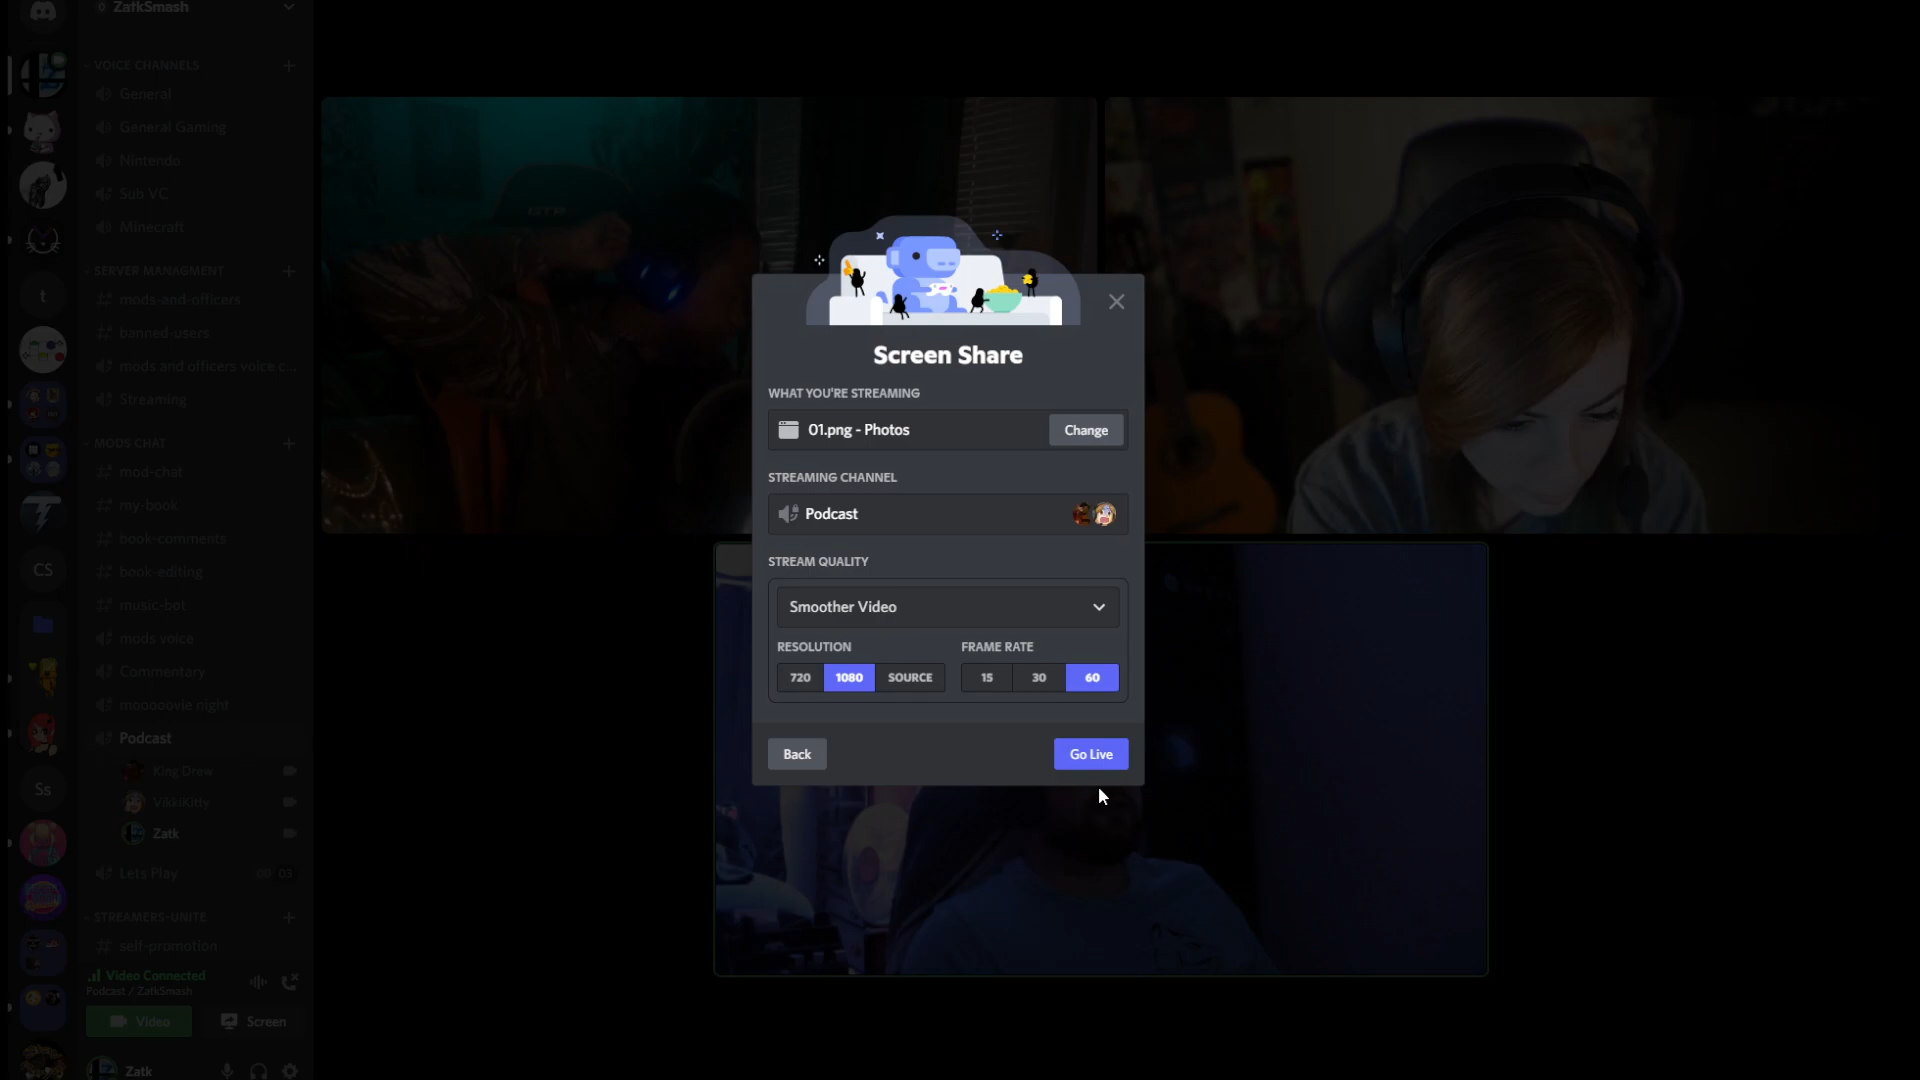 ZatkSmash
VOICE CHANNELS
General
General Gaming
Nintendo
Sub VC
Minecraft
SERVER MANAGMENT
mods-and-officers
banned-users
mods and officers voice c...
Streaming
MODS CHAT
mod-chat
my-book
book-comments
book-editing
music-bot
mods voice
Commentary
mooooovie night
Podcast
King Drew
VikkiKitty
Zatk
Lets Play
00 03
STREAMERS-UNITE
self-promotion
Video Connected
Podcast / ZatkSmash
Video
Screen
Zatk
t
CS
Ss
GTP
Screen Share
WHAT YOU'RE STREAMING
01.png - Photos
Change
STREAMING CHANNEL
Podcast
STREAM QUALITY
Smoother Video
RESOLUTION
FRAME RATE
720 1080 SOURCE
15 30 60
Back
Go Live